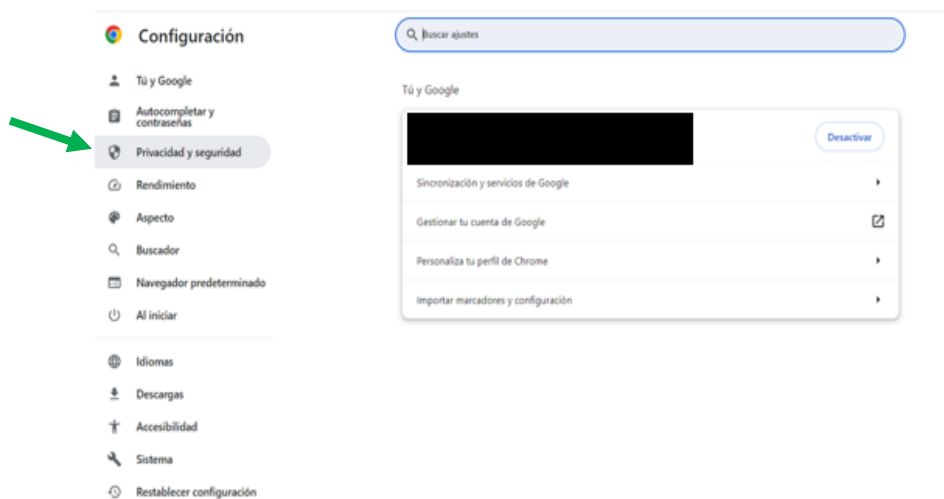 Configuración
Buscar ajustes
Tú y Google
Autocompletar y
contraseñas
Privacidad y seguridad
Rendimiento
Aspecto
Buscador
Navegador predeterminado
Al iniciar
Idiomas
Descargas
Accesibilidad
Sistema
Restablecer configuración
Tú y Google
Desactivar
Sincronización y servicios de Google
Gestionar tu cuenta de Google
Personaliza tu perfil de Chrome
Importar marcadores y configuración